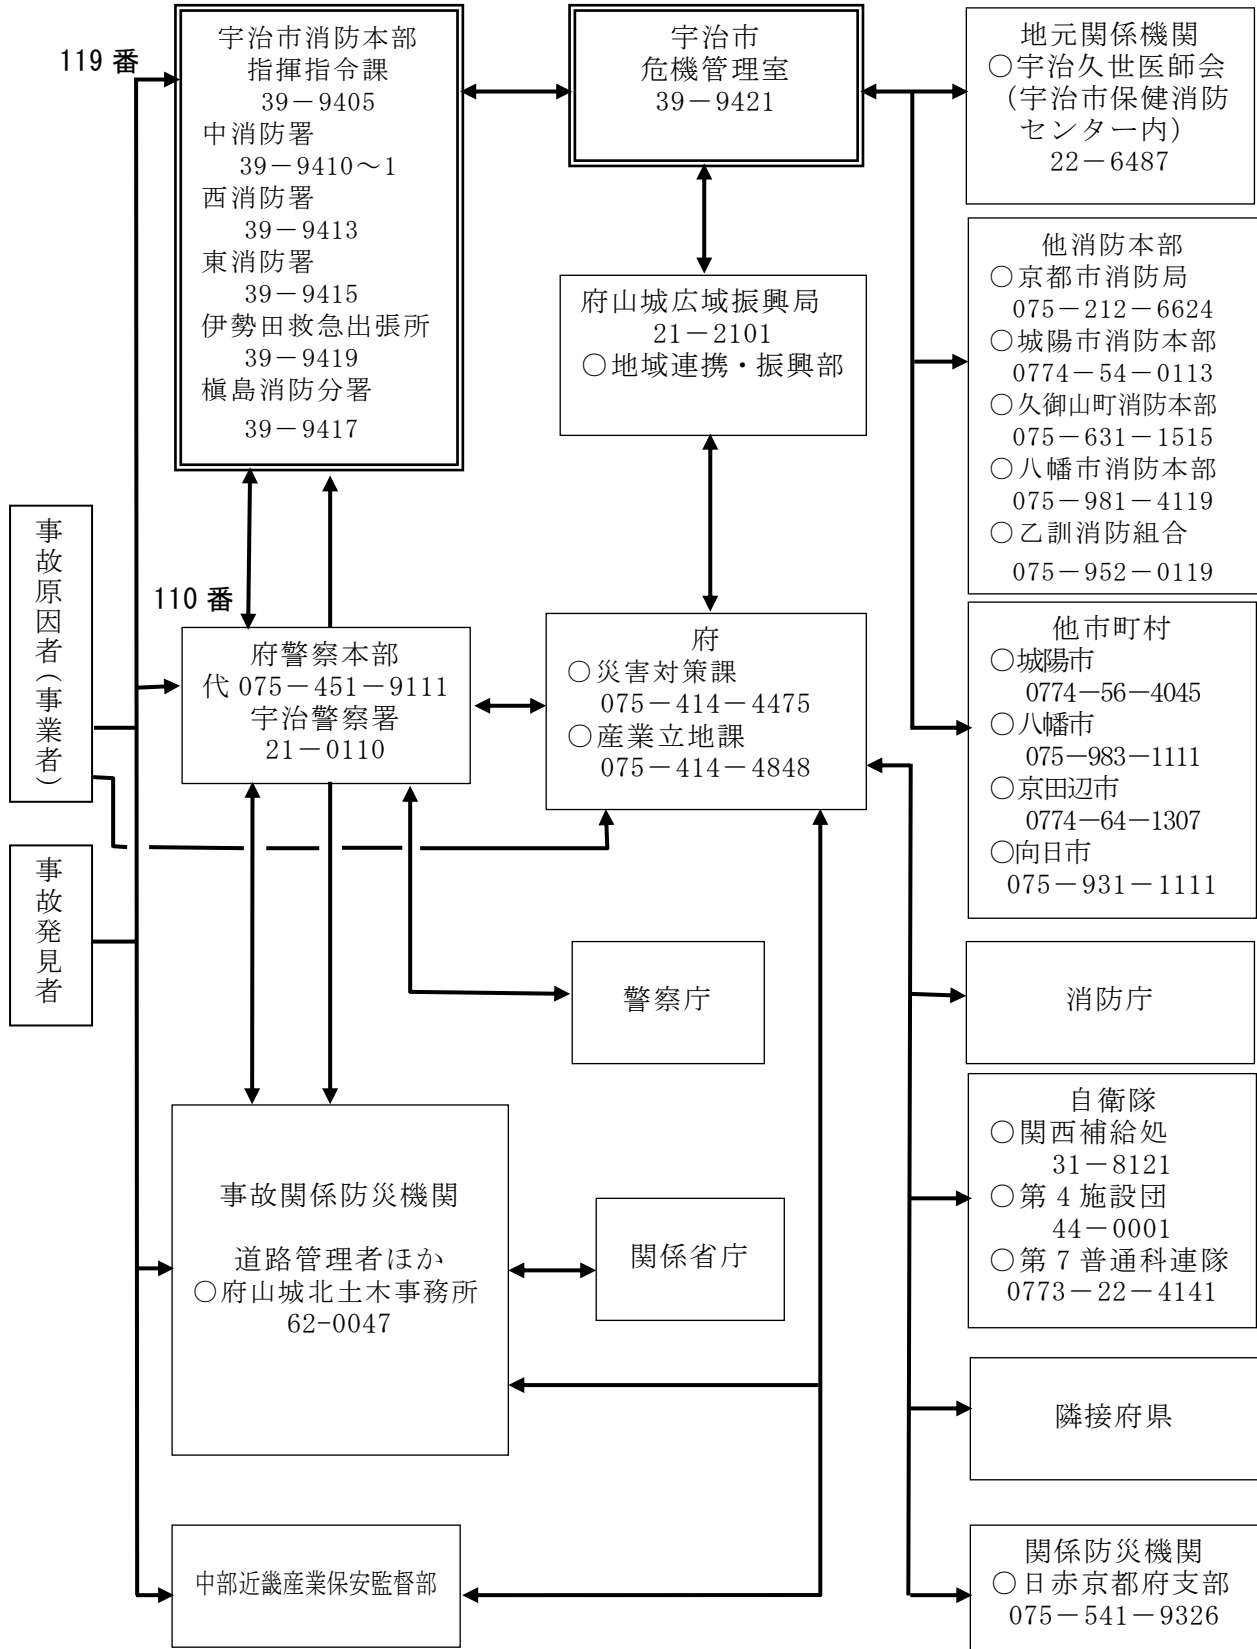 119 番
宇治市消防本部
指揮指令課
39－9405
中消防署
39－9410～1
西消防署
39－9413
東消防署
39－9415
伊勢田救急出張所
39－9419
槇島消防分署
39－9417
宇治市
危機管理室
39－9421
地元関係機関
○宇治久世医師会
（宇治市保健消防
センター内）
22－6487
他消防本部
○京都市消防局
075－212－6624
○城陽市消防本部
0774－54－0113
○久御山町消防本部
075－631－1515
○八幡市消防本部
075－981－4119
○乙訓消防組合
075－952－0119
府山城広域振興局
21－2101
○地域連携・振興部
事故原因者（事業者）
110 番
府警察本部
代 075－451－9111
宇治警察署
21－0110
府
○災害対策課
075－414－4475
○産業立地課
075－414－4848
他市町村
○城陽市
0774－56－4045
○八幡市
075－983－1111
○京田辺市
0774－64－1307
○向日市
075－931－1111
事故発見者
警察庁
消防庁
事故関係防災機関
道路管理者ほか
○府山城北土木事務所
62-0047
関係省庁
自衛隊
○関西補給処
31－8121
○第 4 施設団
44－0001
○第 7 普通科連隊
0773－22－4141
隣接府県
中部近畿産業保安監督部
関係防災機関
○日赤京都府支部
075－541－9326